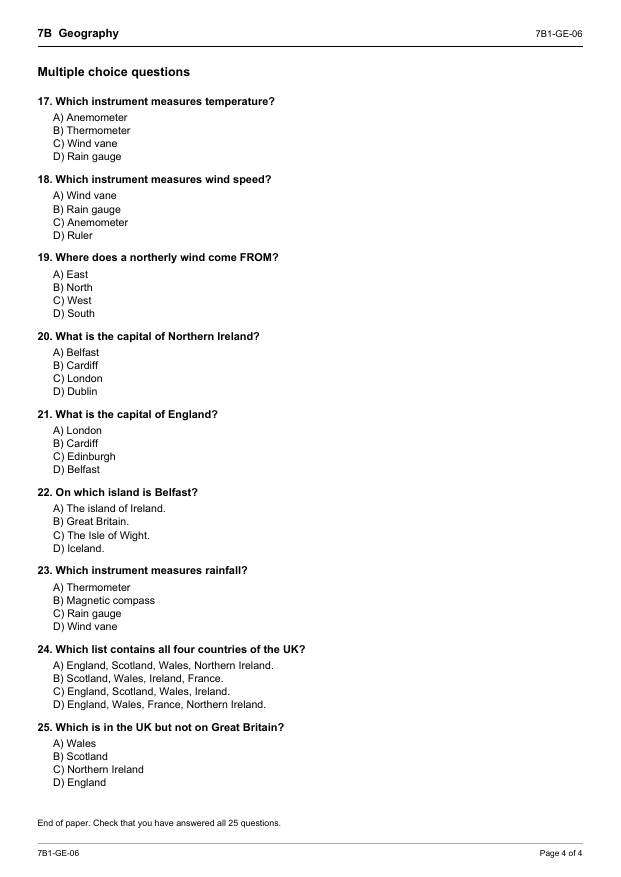 7B Geography
7B1-GE-06
Multiple choice questions
17. Which instrument measures temperature?
A) Anemometer
B) Thermometer
C) Wind vane
D) Rain gauge
18. Which instrument measures wind speed?
A) Wind vane
B) Rain gauge
C) Anemometer
D) Ruler
19. Where does a northerly wind come FROM?
A) East
B) North
C) West
D) South
20. What is the capital of Northern Ireland?
A) Belfast
B) Cardiff
C) London
D) Dublin
21. What is the capital of England?
A) London
B) Cardiff
C) Edinburgh
D) Belfast
22. On which island is Belfast?
A) The island of Ireland.
B) Great Britain.
C) The Isle of Wight.
D) Iceland.
23. Which instrument measures rainfall?
A) Thermometer
B) Magnetic compass
C) Rain gauge
D) Wind vane
24. Which list contains all four countries of the UK?
A) England, Scotland, Wales, Northern Ireland.
B) Scotland, Wales, Ireland, France.
C) England, Scotland, Wales, Ireland.
D) England, Wales, France, Northern Ireland.
25. Which is in the UK but not on Great Britain?
A) Wales
B) Scotland
C) Northern Ireland
D) England
End of paper. Check that you have answered all 25 questions.
7B1-GE-06
Page 4 of 4